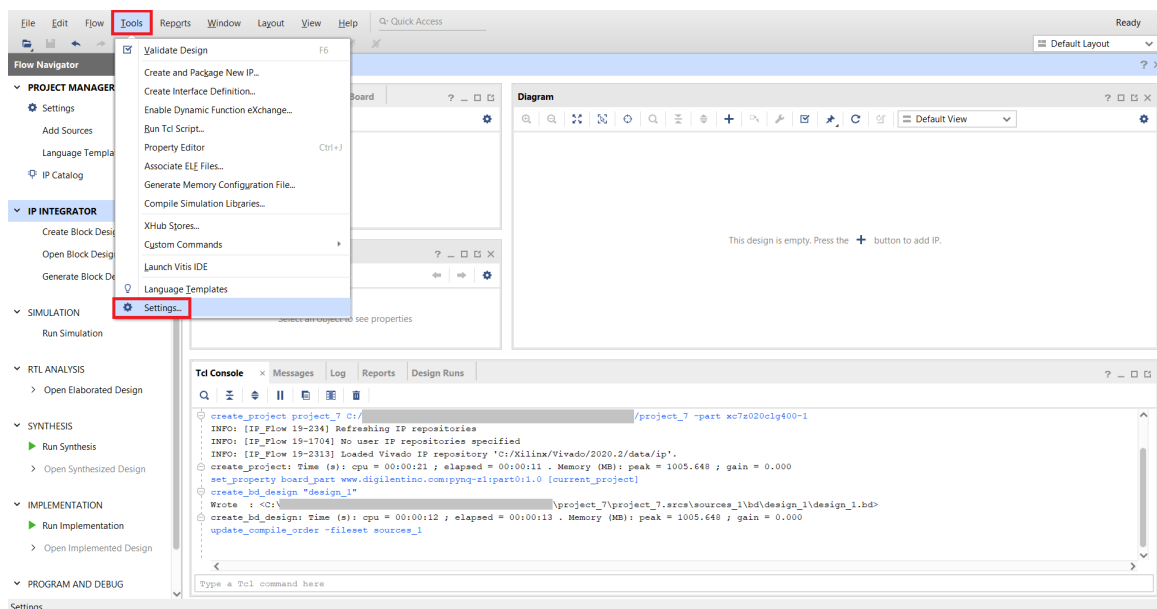 File Edit Flow Tools Reports Window Layout View Help Quick Access Ready
Default Layout
Flow Navigator
PROJECT MANAGER
Settings
Add Sources
Language Templa
IP Catalog
IP INTEGRATOR
Create Block Desig
Open Block Desig
Generate Block De
SIMULATION
Run Simulation
RTL ANALYSIS
Open Elaborated Design
SYNTHESIS
Run Synthesis
Open Synthesized Design
IMPLEMENTATION
Run Implementation
Open Implemented Design
PROGRAM AND DEBUG
Settings
Validate Design F6
Create and Package New IP...
Create Interface Definition...
Enable Dynamic Function eXchange...
Run Tcl Script...
Property Editor Ctrl+J
Associate ELF Files...
Generate Memory Configuration File...
Compile Simulation Libraries...
XHub Stores...
Custom Commands
Launch Vitis IDE
Language Templates
Settings...
Board
Select an object to see properties
Diagram
Default View
This design is empty. Press the + button to add IP.
Tcl Console × Messages Log Reports Design Runs
create_project project_7 C:/ /project_7 -part xc7z020clg400-1
INFO: [IP_Flow 19-234] Refreshing IP repositories
INFO: [IP_Flow 19-1704] No user IP repositories specified
INFO: [IP_Flow 19-2313] Loaded Vivado IP repository 'C:/Xilinx/Vivado/2020.2/data/ip'.
create_project: Time (s): cpu = 00:00:21 ; elapsed = 00:00:11 . Memory (MB): peak = 1005.648 ; gain = 0.000
set_property board_part www.digilentinc.com:pynq-z1:part0:1.0 [current_project]
create_bd_design "design_1"
Wrote : <C:\ \project_7\project_7.srcs\sources_1\bd\design_1\design_1.bd>
create_bd_design: Time (s): cpu = 00:00:12 ; elapsed = 00:00:13 . Memory (MB): peak = 1005.648 ; gain = 0.000
update_compile_order -fileset sources_1
Type a Tcl command here